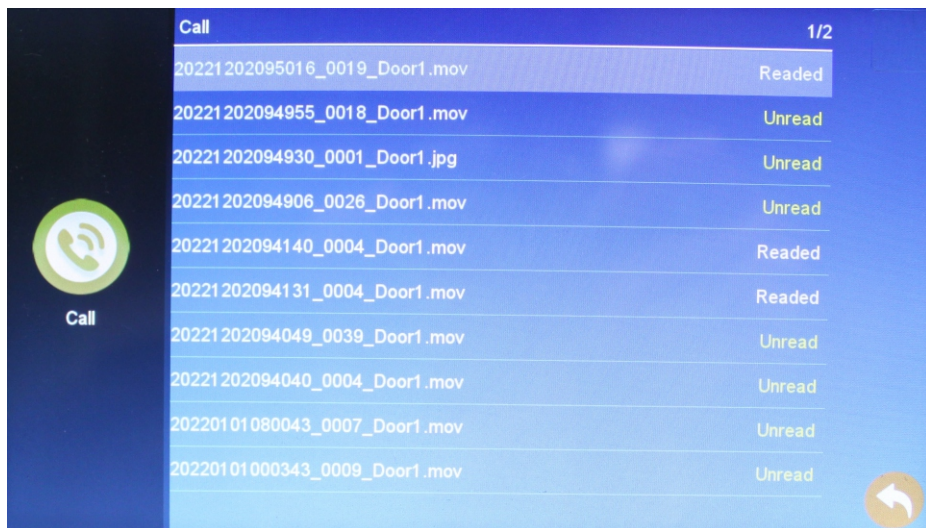 Call 1/2
20221202095016_0019_Door1.mov Readed
20221202094955_0018_Door1.mov Unread
20221202094930_0001_Door1.jpg Unread
20221202094906_0026_Door1.mov Unread
20221202094140_0004_Door1.mov Readed
20221202094131_0004_Door1.mov Readed
Call
20221202094049_0039_Door1.mov Unread
20221202094040_0004_Door1.mov Unread
20220101080043_0007_Door1.mov Unread
20220101000343_0009_Door1.mov Unread